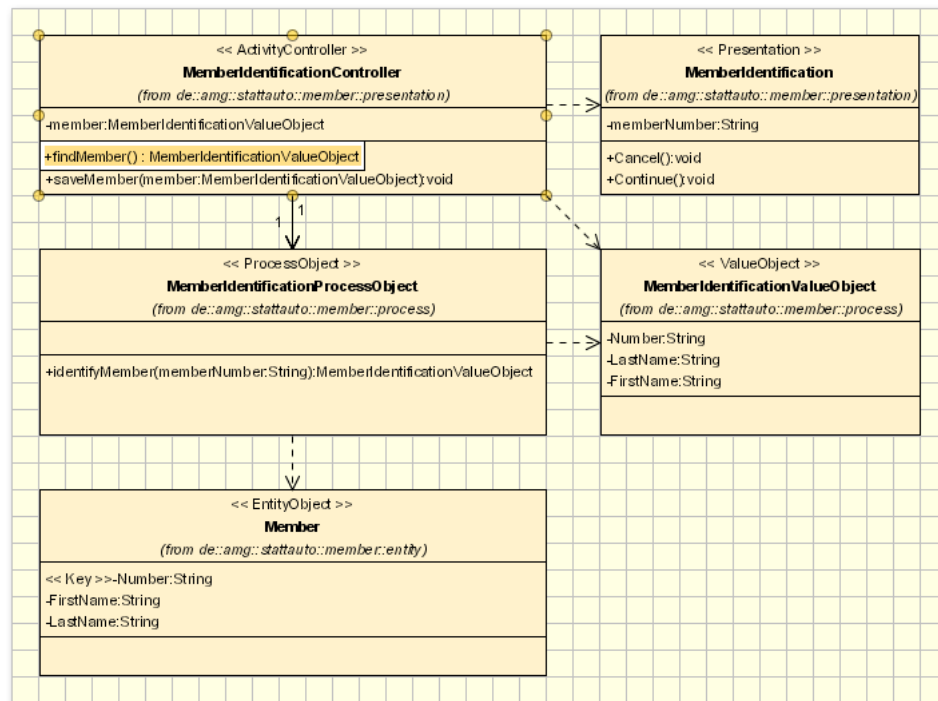 << ActivityController >>
MemberIdentificationController
(from de::amg::stattauto::member::presentation)
-member:MemberIdentificationValueObject
+findMember() : MemberIdentificationValueObject
+saveMember(member:MemberIdentificationValueObject):void
<< Presentation >>
MemberIdentification
(from de::amg::stattauto::member::presentation)
-memberNumber:String
+Cancel():void
+Continue():void
1
1
<< ProcessObject >>
MemberIdentificationProcessObject
(from de::amg::stattauto::member::process)
+identifyMember(memberNumber:String):MemberIdentificationValueObject
<< ValueObject >>
MemberIdentificationValueObject
(from de::amg::stattauto::member::process)
-Number:String
-LastName:String
-FirstName:String
<< EntityObject >>
Member
(from de::amg::stattauto::member::entity)
<< Key >>-Number:String
-FirstName:String
-LastName:String